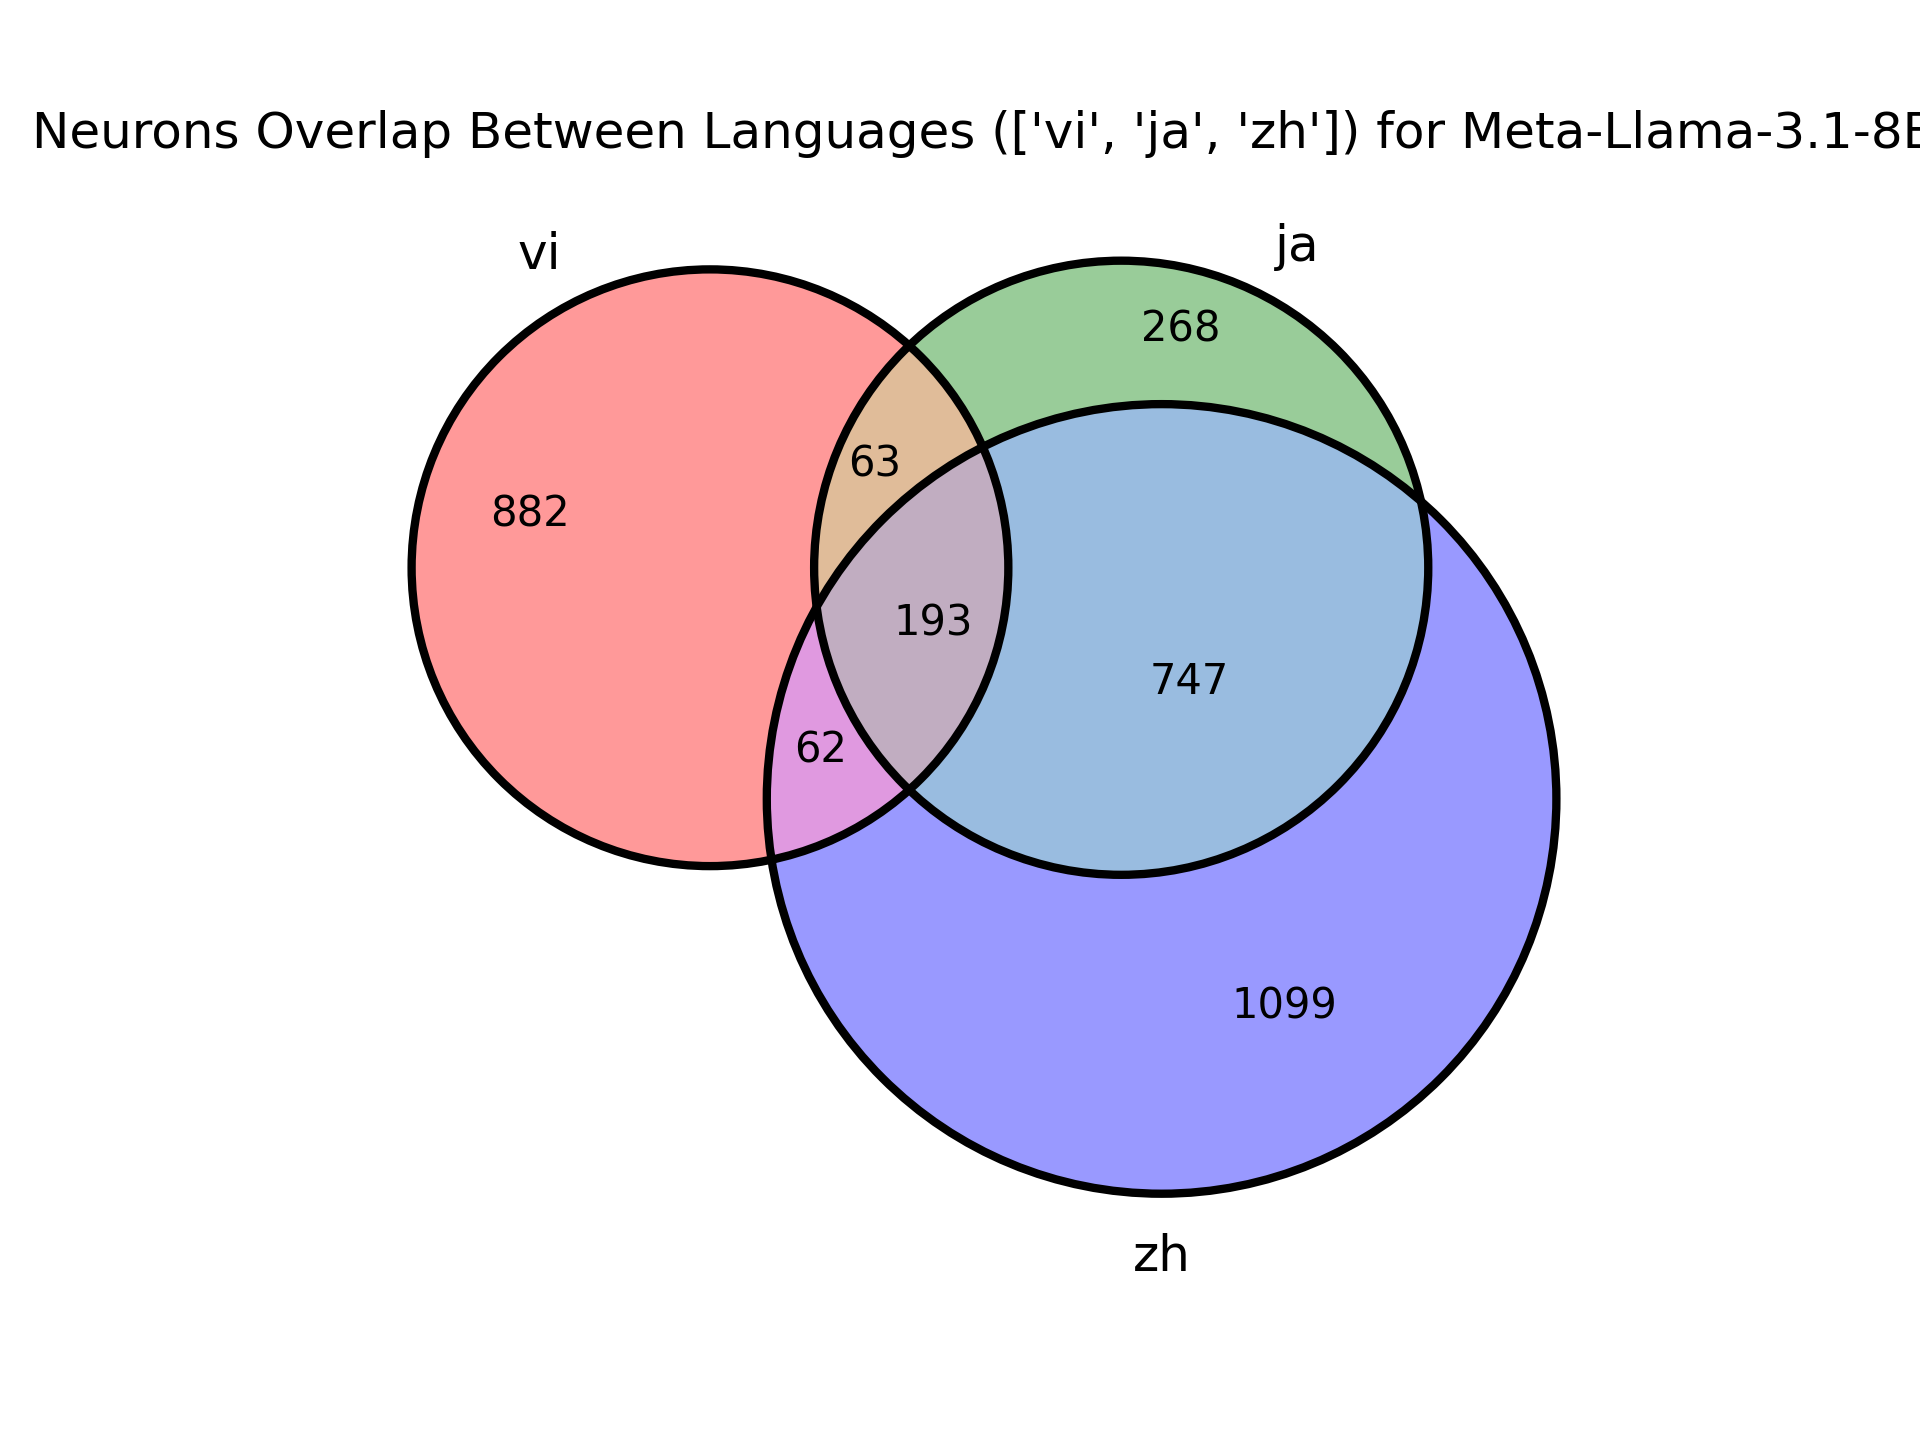 Neurons Overlap Between Languages (['vi', 'ja', 'zh']) for Meta-Llama-3.1-8B
vi
ja
268
63
882
193
747
62
1099
zh